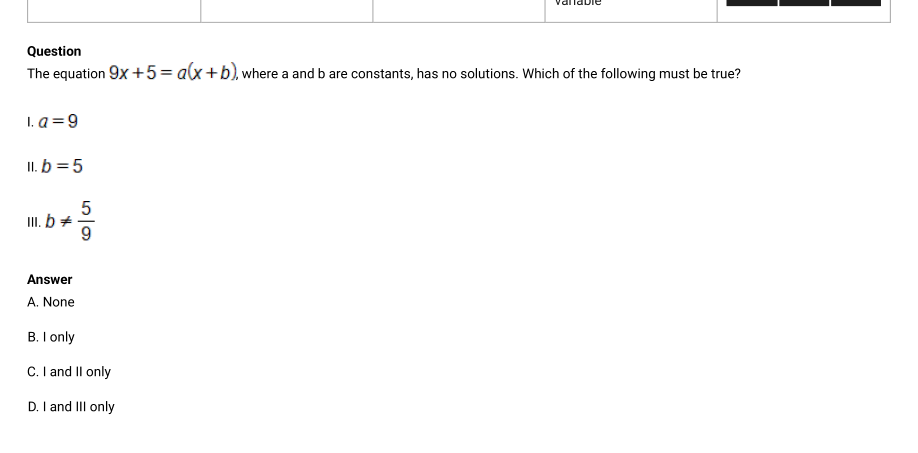 variable
Question
The equation 9x + 5 = a(x + b), where a and b are constants, has no solutions. Which of the following must be true?
I. a = 9
II. b = 5
III. b ≠ 5/9
Answer
A. None
B. I only
C. I and II only
D. I and III only